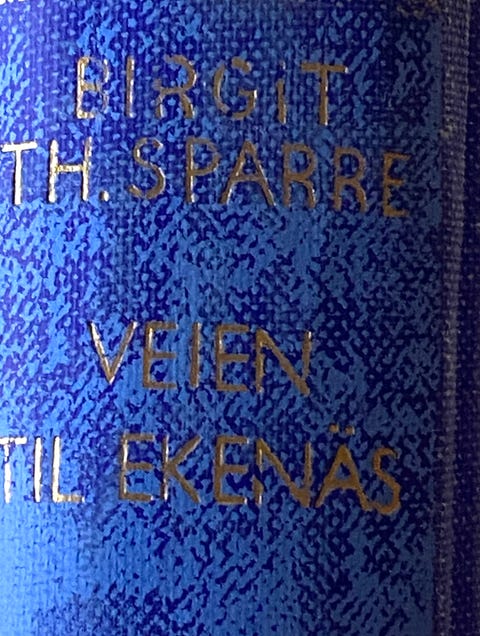 BIRGIT
TH. SPARRE
VEIEN
TIL EKENÄS